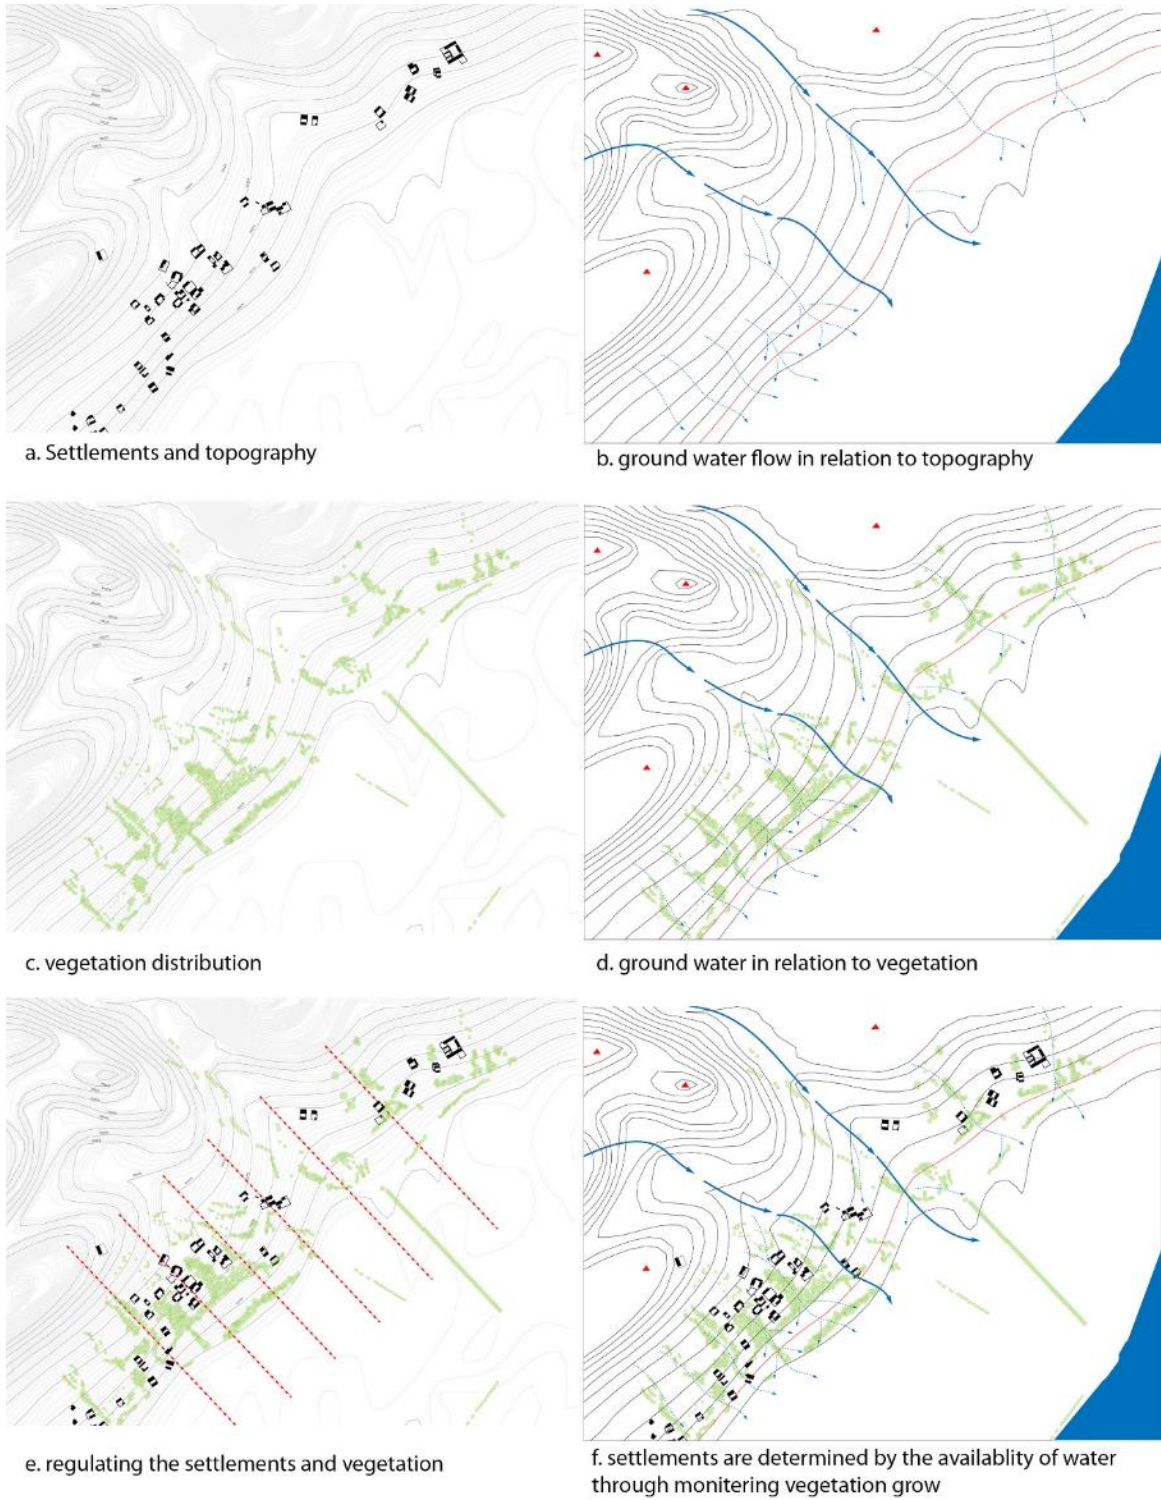 a. Settlements and topography
b. ground water flow in relation to topography
c. vegetation distribution
d. ground water in relation to vegetation
e. regulating the settlements and vegetation
f. settlements are determined by the availablity of water
through monitering vegetation grow